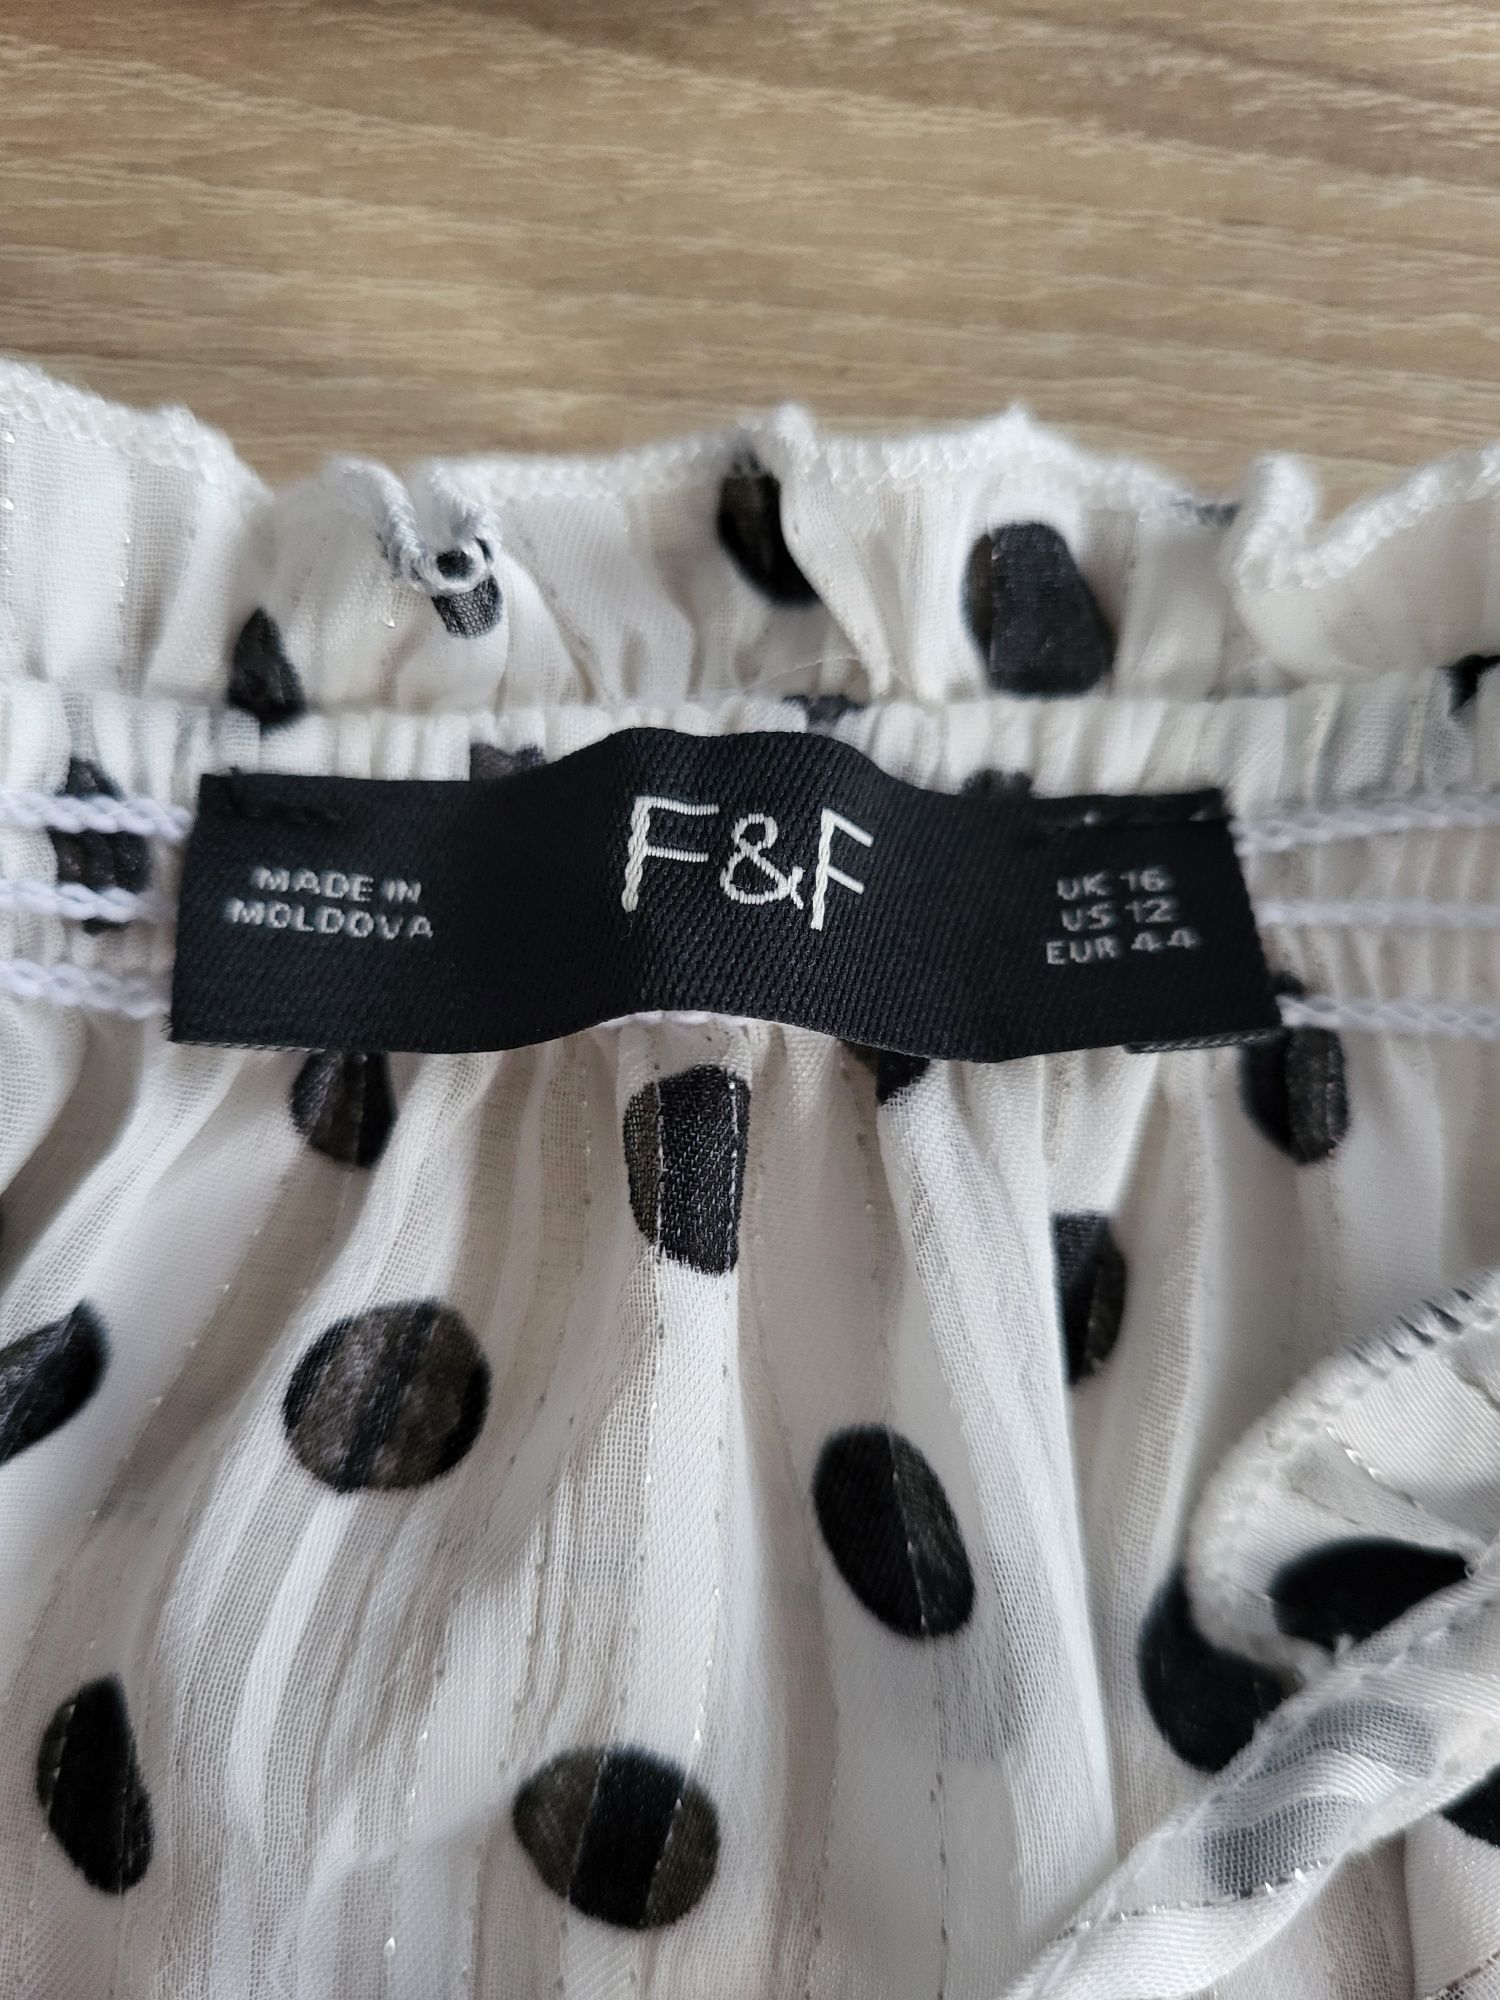 MADE IN
MOLDOVA
F&F
UK 16
US 12
EUR 44